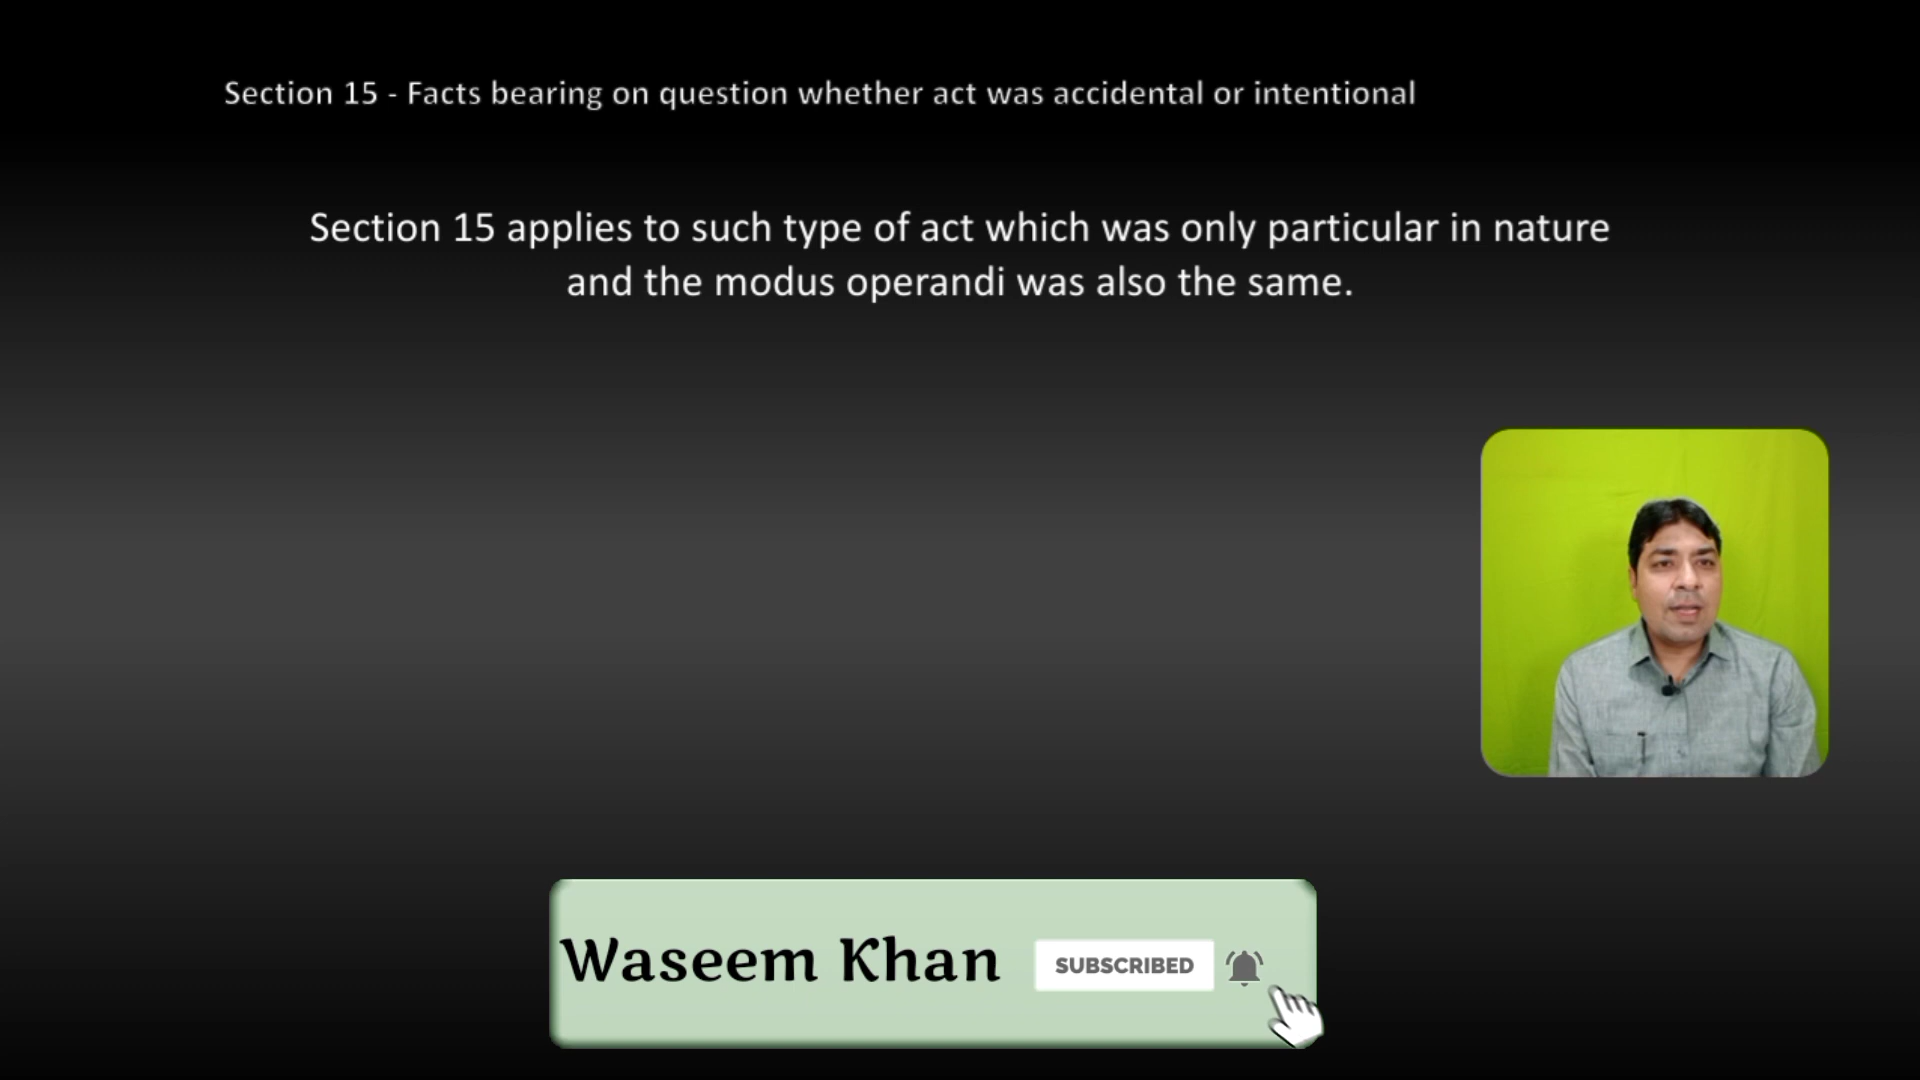 Section 15 - Facts bearing on question whether act was accidental or intentional
Section 15 applies to such type of act which was only particular in nature
and the modus operandi was also the same.
Waseem Khan SUBSCRIBED